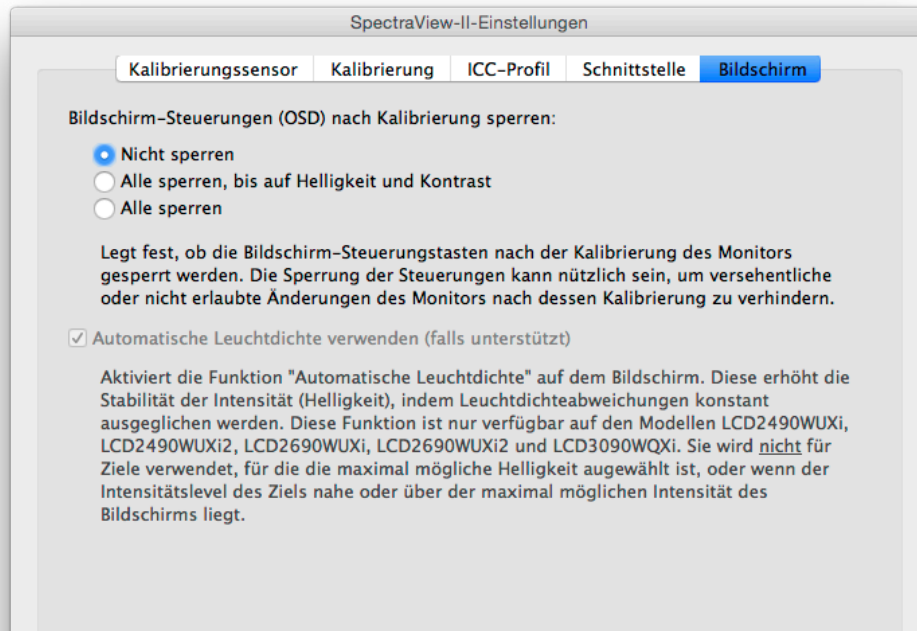 SpectraView-II-Einstellungen
Kalibrierungssensor Kalibrierung ICC-Profil Schnittstelle Bildschirm
Bildschirm-Steuerungen (OSD) nach Kalibrierung sperren:
Nicht sperren
Alle sperren, bis auf Helligkeit und Kontrast
Alle sperren
Legt fest, ob die Bildschirm-Steuerungstasten nach der Kalibrierung des Monitors
gesperrt werden. Die Sperrung der Steuerungen kann nützlich sein, um versehentliche
oder nicht erlaubte Änderungen des Monitors nach dessen Kalibrierung zu verhindern.
Automatische Leuchtdichte verwenden (falls unterstützt)
Aktiviert die Funktion "Automatische Leuchtdichte" auf dem Bildschirm. Diese erhöht die
Stabilität der Intensität (Helligkeit), indem Leuchtdichteabweichungen konstant
ausgeglichen werden. Diese Funktion ist nur verfügbar auf den Modellen LCD2490WUXi,
LCD2490WUXi2, LCD2690WUXi, LCD2690WUXi2 und LCD3090WQXi. Sie wird nicht für
Ziele verwendet, für die die maximal mögliche Helligkeit augewählt ist, oder wenn der
Intensitätslevel des Ziels nahe oder über der maximal möglichen Intensität des
Bildschirms liegt.